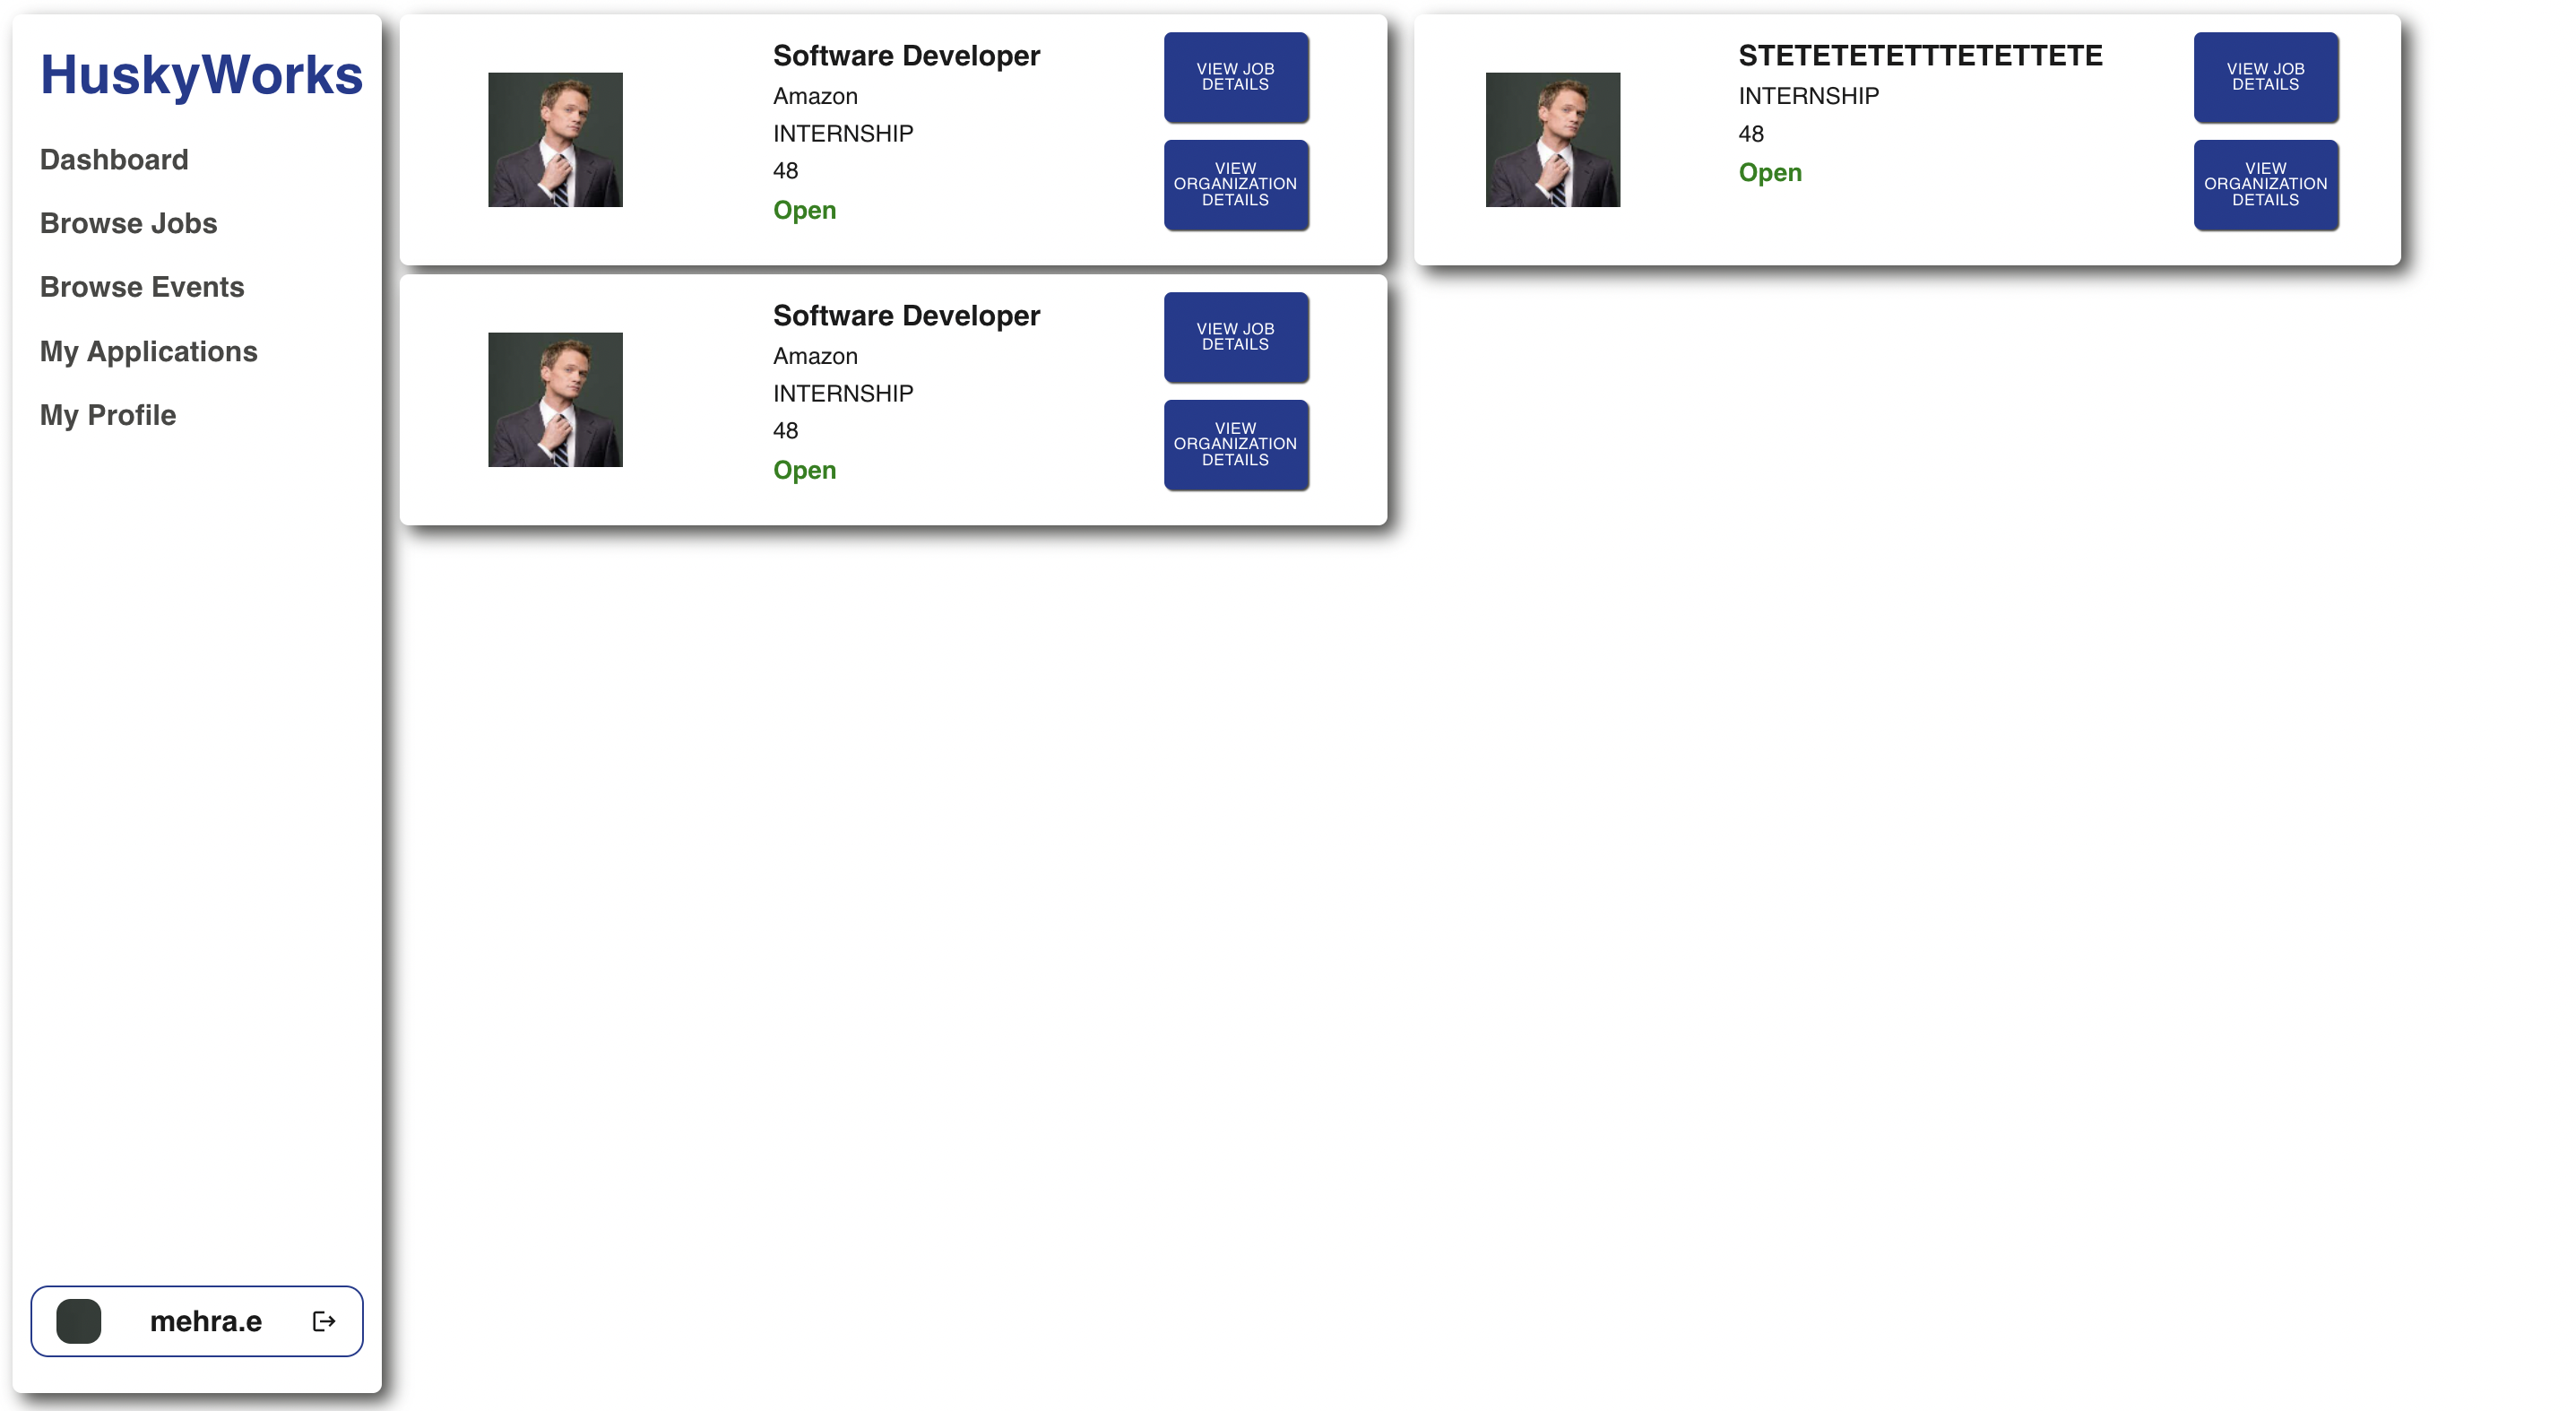 HuskyWorks
Dashboard
Browse Jobs
Browse Events
My Applications
My Profile
mehra.e
Software Developer
Amazon
INTERNSHIP
48
Open
VIEW JOB
DETAILS
VIEW
ORGANIZATION
DETAILS
STETETETETTTETETTETE
INTERNSHIP
48
Open
VIEW JOB
DETAILS
VIEW
ORGANIZATION
DETAILS
Software Developer
Amazon
INTERNSHIP
48
Open
VIEW JOB
DETAILS
VIEW
ORGANIZATION
DETAILS